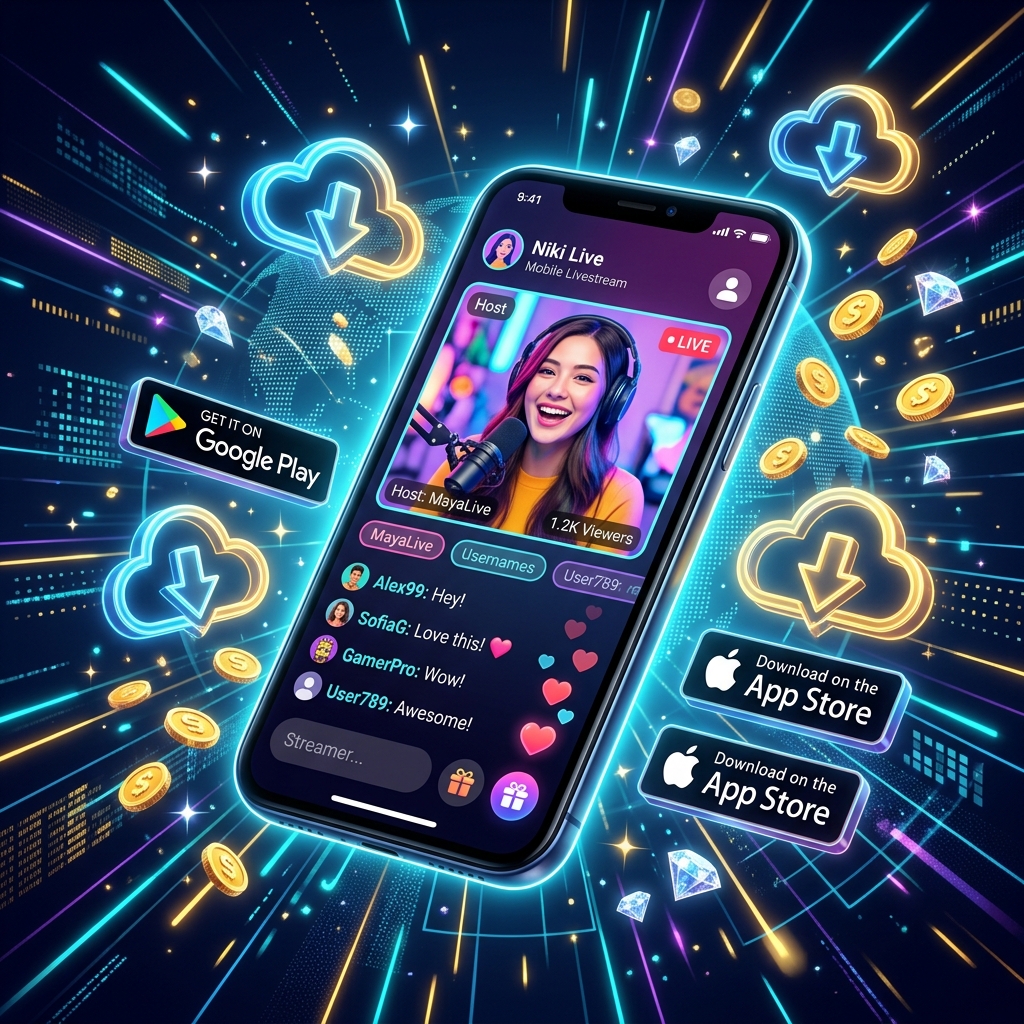 9:41
Niki Live
Mobile Livestream
Host
LIVE
GET IT ON
Google Play
Host: MayaLive
1.2K Viewers
MayaLive
Usernames
User789: re
Alex99: Hey!
SofiaG: Love this!
GamerPro: Wow!
User789: Awesome!
Streamer...
Download on the
App Store
Download on the
App Store